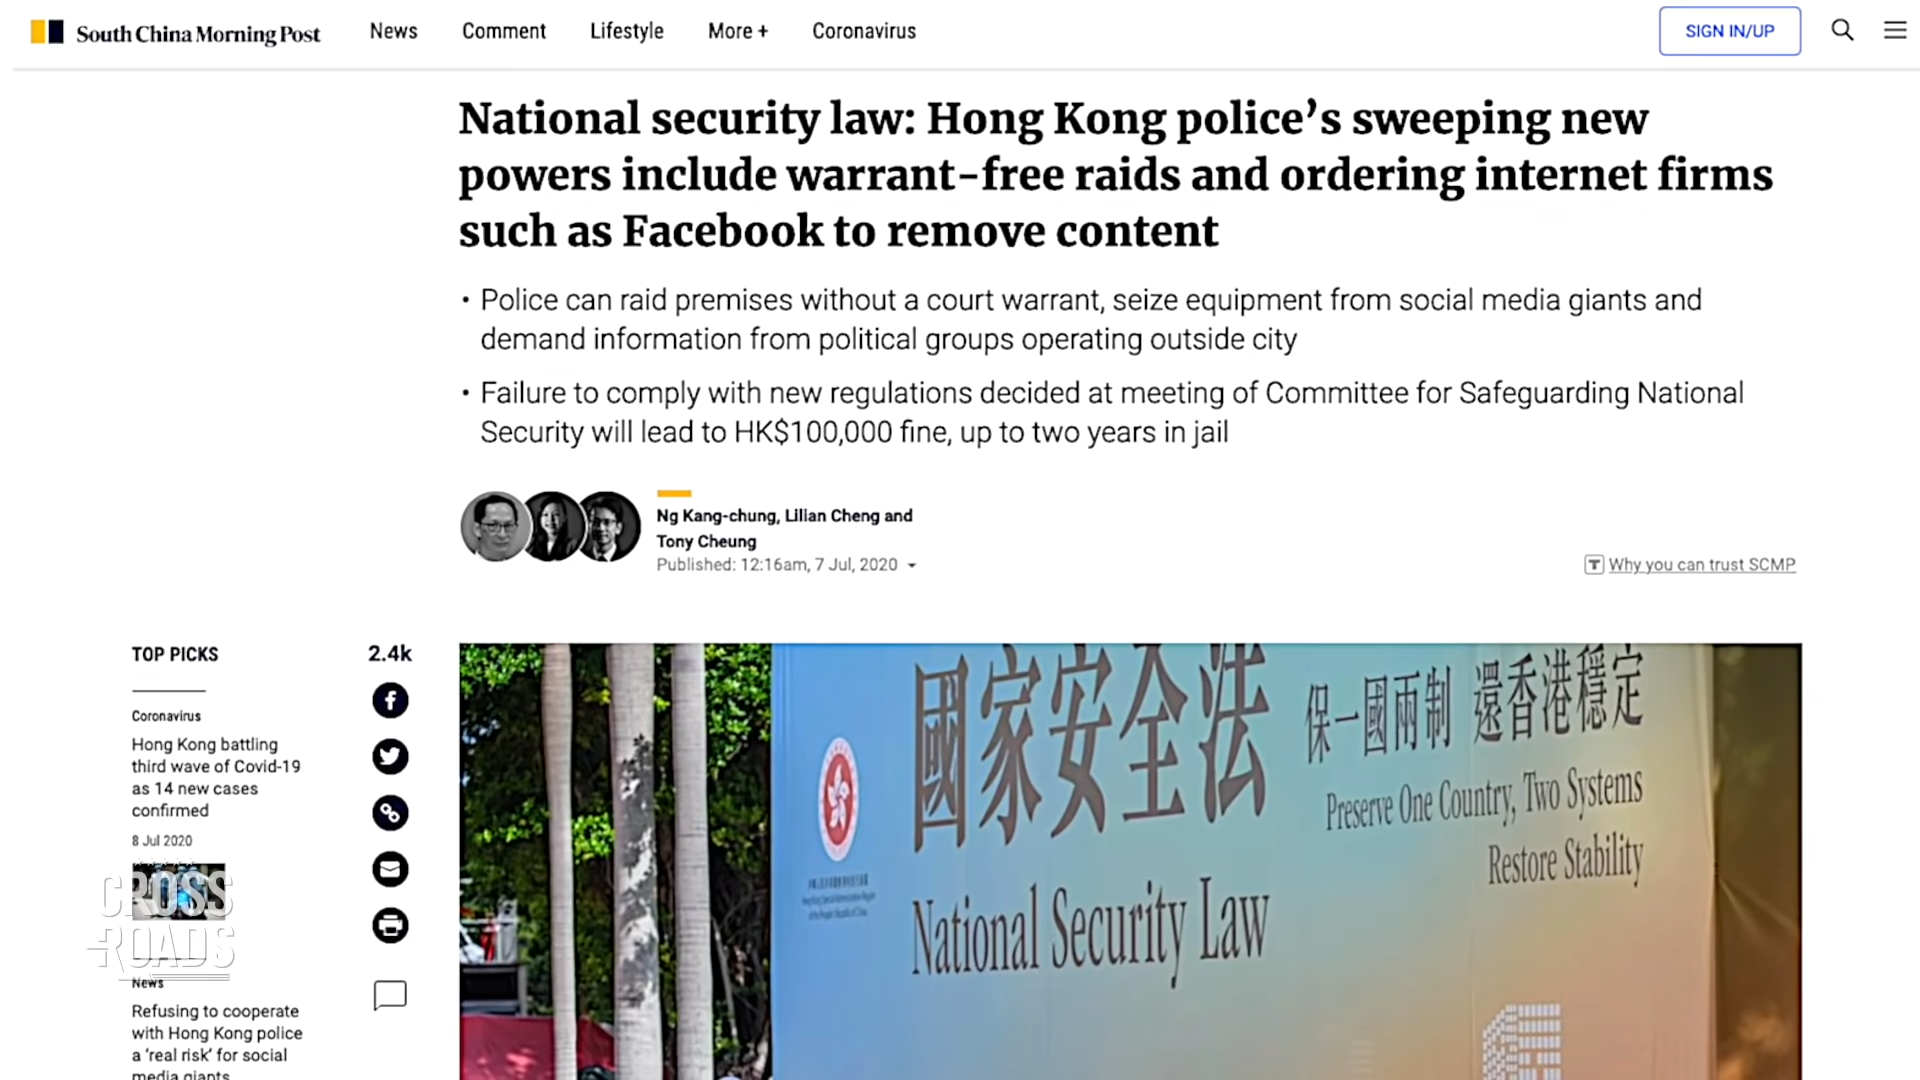 South China Morning Post
News
Comment
Lifestyle
More +
Coronavirus
SIGN IN/UP
National security law: Hong Kong police’s sweeping new
powers include warrant-free raids and ordering internet firms
such as Facebook to remove content
• Police can raid premises without a court warrant, seize equipment from social media giants and
demand information from political groups operating outside city
• Failure to comply with new regulations decided at meeting of Committee for Safeguarding National
Security will lead to HK$100,000 fine, up to two years in jail
Ng Kang-chung, Lilian Cheng and
Tony Cheung
Published: 12:16am, 7 Jul, 2020
Why you can trust SCMP
TOP PICKS
Coronavirus
Hong Kong battling
third wave of Covid-19
as 14 new cases
confirmed
8 Jul 2020
CROSS
ROADS
News
Refusing to cooperate
with Hong Kong police
a ‘real risk’ for social
media giants
2.4k
國家安全法
保一國兩制 還香港穩定
Preserve One Country, Two Systems
Restore Stability
National Security Law